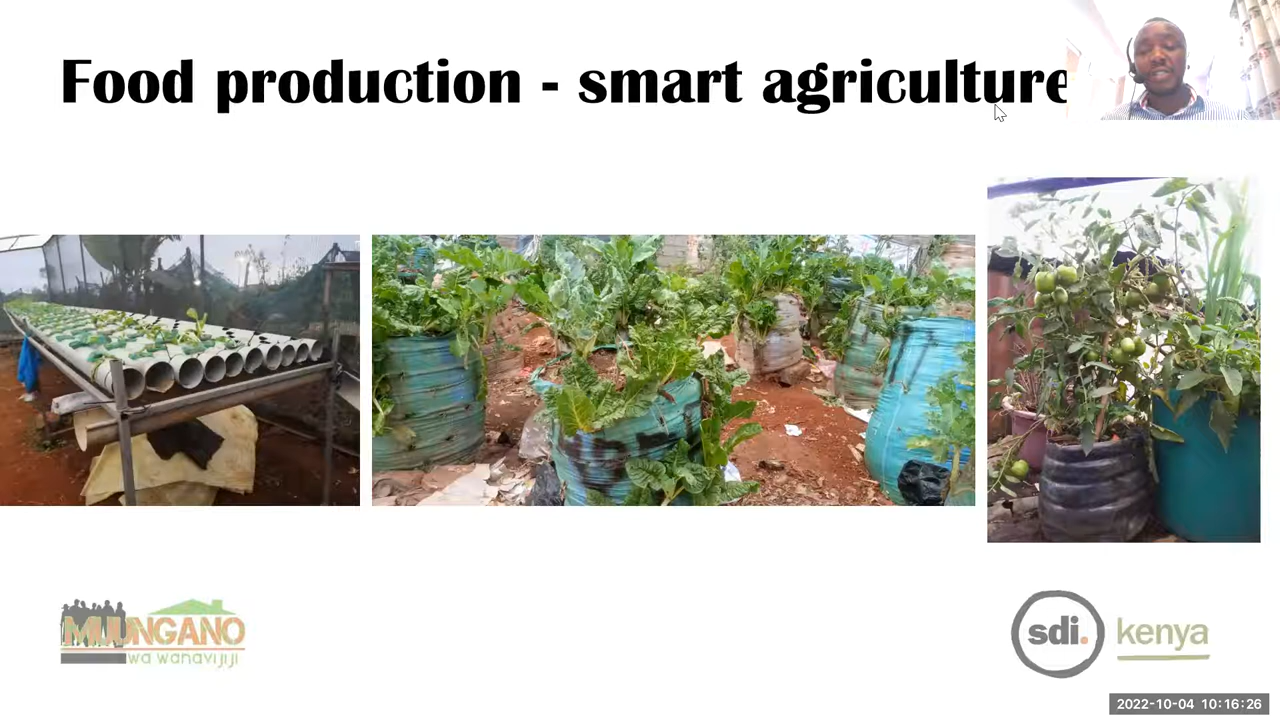 Food production - smart agriculture
MUUNGANO
wa wanavijiji
sdi.
kenya
2022-10-04 10:16:26